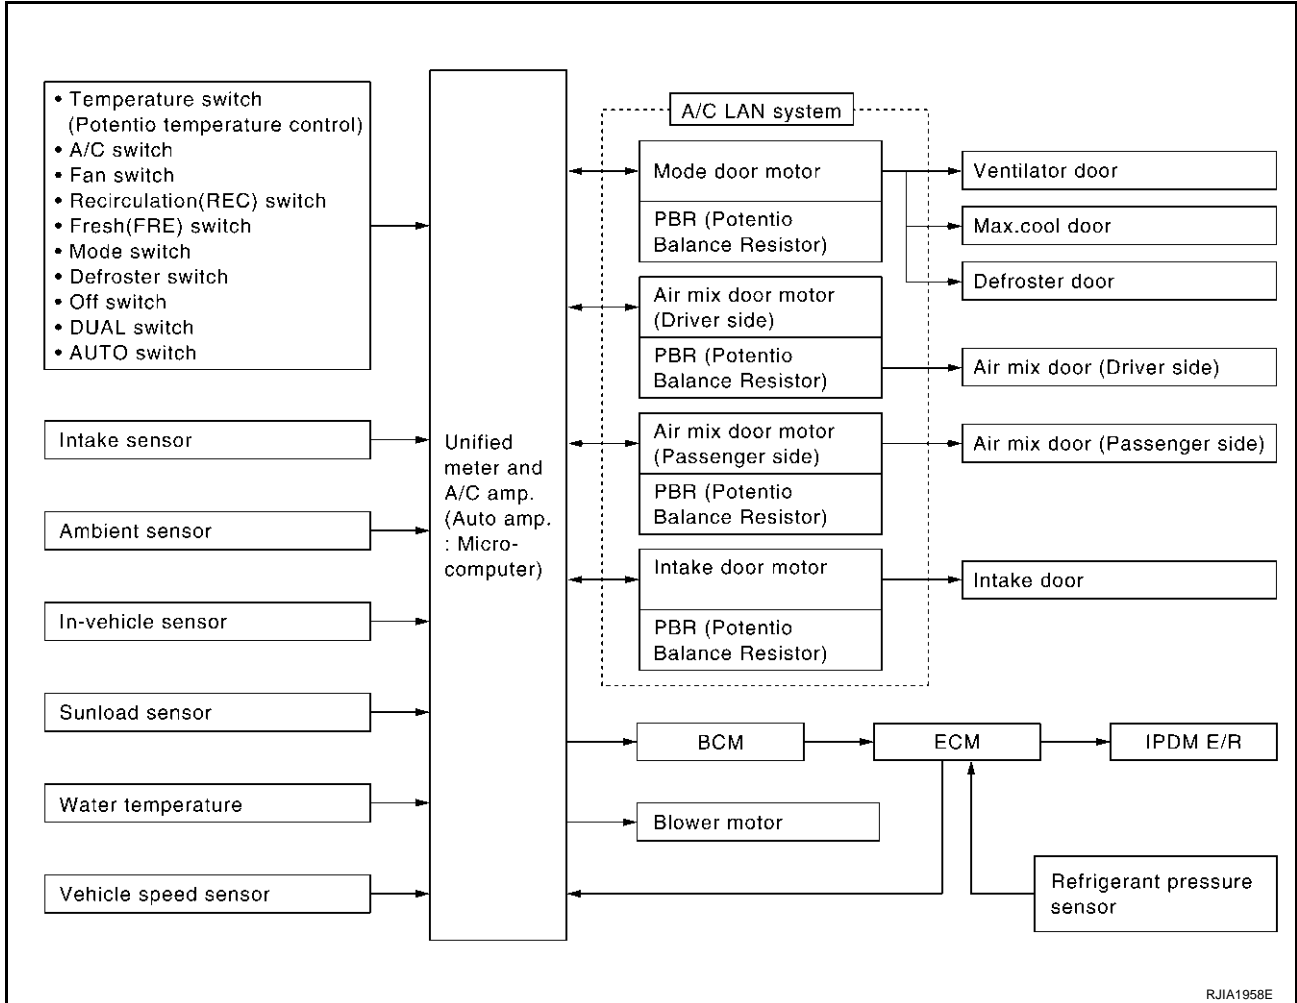 • Temperature switch
(Potentio temperature control)
• A/C switch
• Fan switch
• Recirculation(REC) switch
• Fresh(FRE) switch
• Mode switch
• Defroster switch
• Off switch
• DUAL switch
• AUTO switch
Intake sensor
Ambient sensor
In-vehicle sensor
Sunload sensor
Water temperature
Vehicle speed sensor
Unified
meter and
A/C amp.
(Auto amp.
: Micro-
computer)
A/C LAN system
Mode door motor
PBR (Potentio
Balance Resistor)
Air mix door motor
(Driver side)
PBR (Potentio
Balance Resistor)
Air mix door motor
(Passenger side)
PBR (Potentio
Balance Resistor)
Intake door motor
PBR (Potentio
Balance Resistor)
Ventilator door
Max.cool door
Defroster door
Air mix door (Driver side)
Air mix door (Passenger side)
Intake door
BCM
ECM
IPDM E/R
Blower motor
Refrigerant pressure
sensor
RJIA1958E